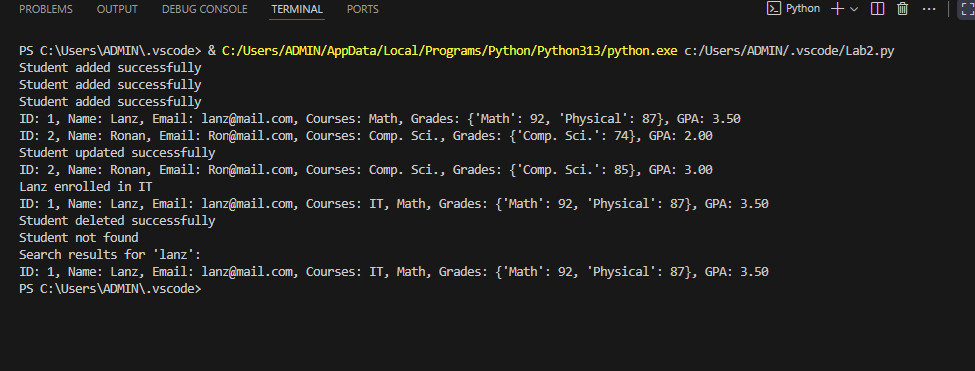 PROBLEMS OUTPUT DEBUG CONSOLE TERMINAL PORTS Python
PS C:\Users\ADMIN\.vscode> & C:/Users/ADMIN/AppData/Local/Programs/Python/Python313/python.exe c:/Users/ADMIN/.vscode/Lab2.py
Student added successfully
Student added successfully
Student added successfully
ID: 1, Name: Lanz, Email: lanz@mail.com, Courses: Math, Grades: {'Math': 92, 'Physical': 87}, GPA: 3.50
ID: 2, Name: Ronan, Email: Ron@mail.com, Courses: Comp. Sci., Grades: {'Comp. Sci.': 74}, GPA: 2.00
Student updated successfully
ID: 2, Name: Ronan, Email: Ron@mail.com, Courses: Comp. Sci., Grades: {'Comp. Sci.': 85}, GPA: 3.00
Lanz enrolled in IT
ID: 1, Name: Lanz, Email: lanz@mail.com, Courses: IT, Math, Grades: {'Math': 92, 'Physical': 87}, GPA: 3.50
Student deleted successfully
Student not found
Search results for 'lanz':
ID: 1, Name: Lanz, Email: lanz@mail.com, Courses: IT, Math, Grades: {'Math': 92, 'Physical': 87}, GPA: 3.50
PS C:\Users\ADMIN\.vscode>